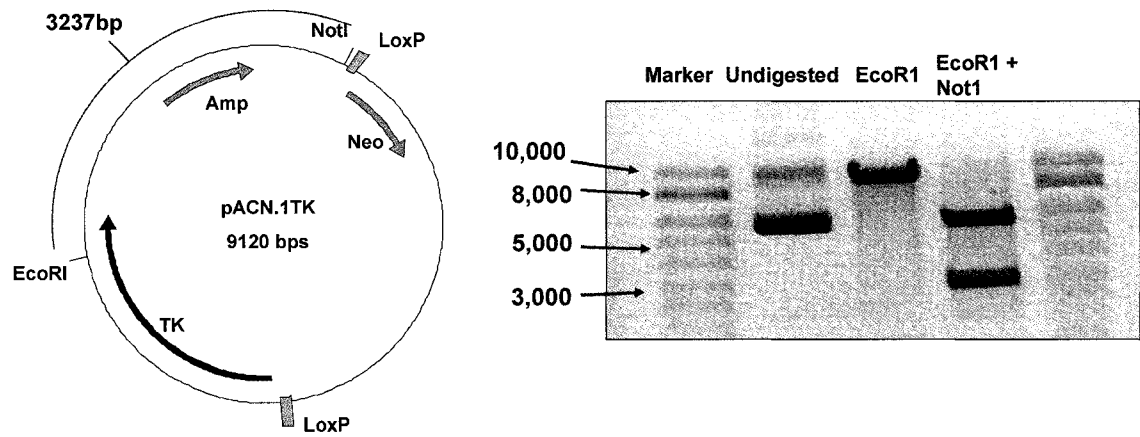 3237bp
NotI
LoxP
Amp
Neo
pACN.1TK
9120 bps
EcoRI
TK
LoxP
Marker Undigested EcoR1 EcoR1 + Not1
10,000
8,000
5,000
3,000